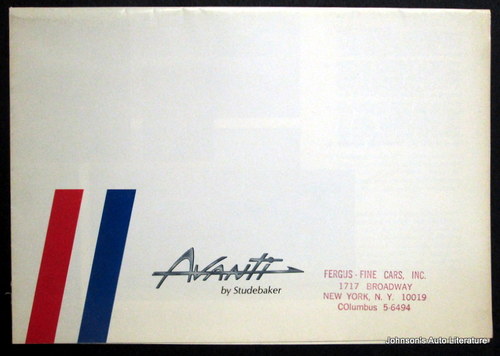 Avanti
by Studebaker
FERGUS - FINE CARS, INC.
1717 BROADWAY
NEW YORK, N. Y. 10019
COlumbus 5-6494
Johnson's Auto Literature